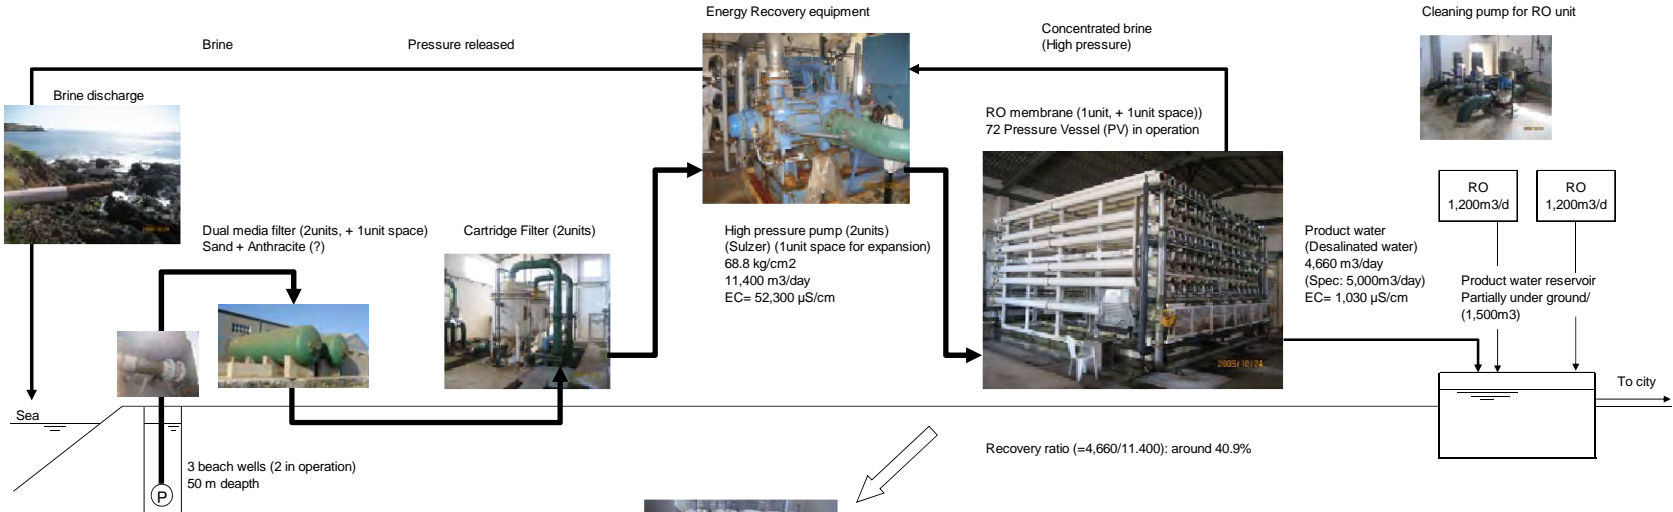 Energy Recovery equipment
Cleaning pump for RO unit
Concentrated brine
(High pressure)
Brine
Pressure released
Brine discharge
RO membrane (1unit, + 1unit space))
72 Pressure Vessel (PV) in operation
RO
1,200m3/d
RO
1,200m3/d
Dual media filter (2units, + 1unit space)
Sand + Anthracite (?)
Cartridge Filter (2units)
High pressure pump (2units)
(Sulzer) (1unit space for expansion)
68.8 kg/cm2
11,400 m3/day
EC= 52,300 µS/cm
Product water
(Desalinated water)
4,660 m3/day
(Spec: 5,000m3/day)
EC= 1,030 µS/cm
Product water reservoir
Partially under ground/
(1,500m3)
2009/10/24
To city
Sea
Recovery ratio (=4,660/11.400): around 40.9%
3 beach wells (2 in operation)
50 m deapth
P